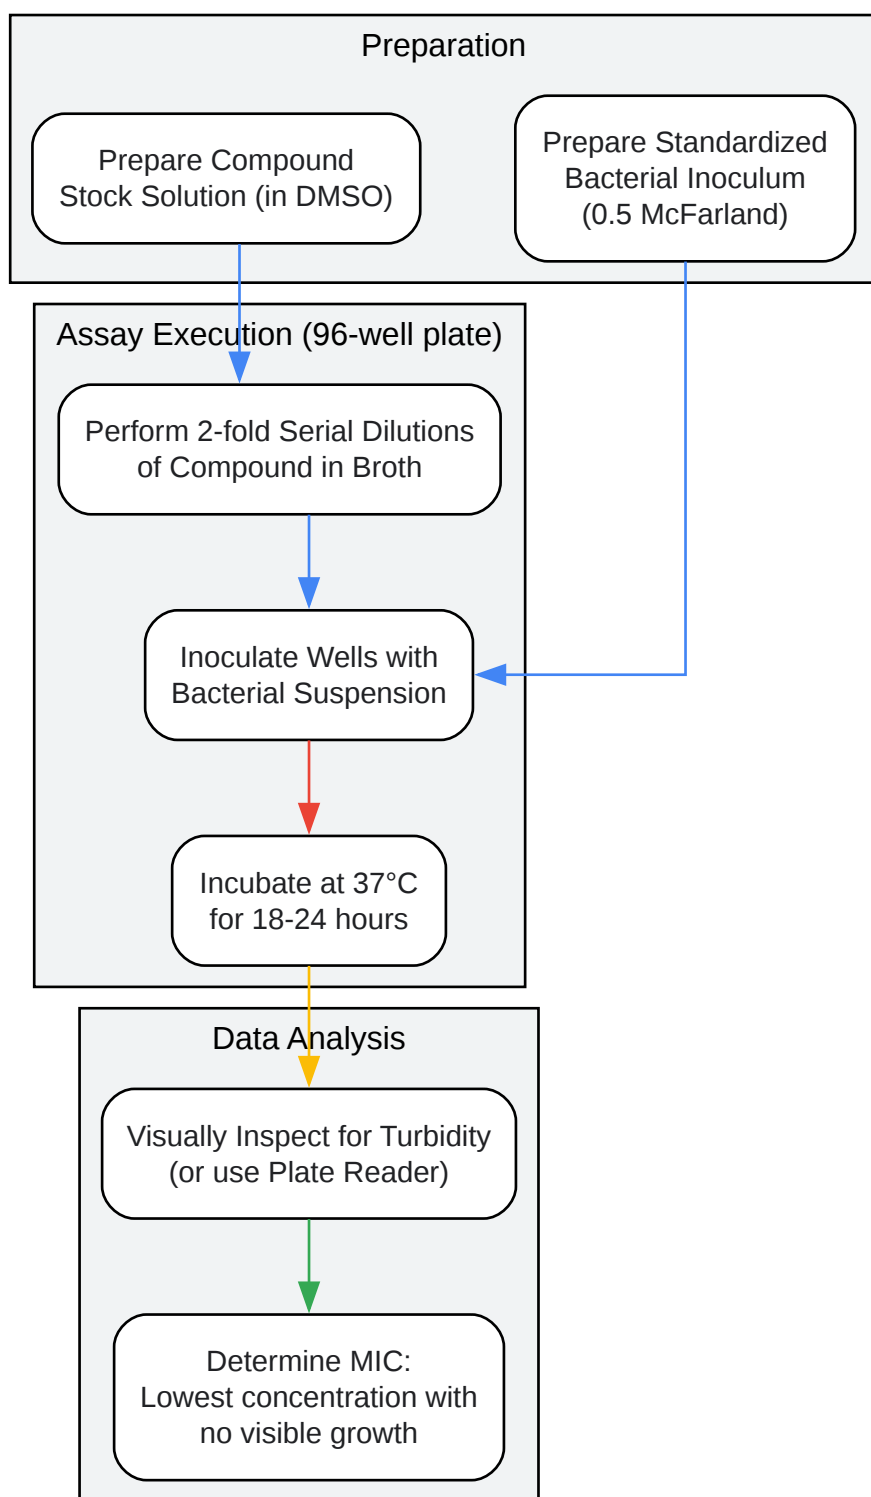 Preparation
Prepare Compound
Stock Solution (in DMSO)
Prepare Standardized
Bacterial Inoculum
(0.5 McFarland)
Assay Execution (96-well plate)
Perform 2-fold Serial Dilutions
of Compound in Broth
Inoculate Wells with
Bacterial Suspension
Incubate at 37°C
for 18-24 hours
Data Analysis
Visually Inspect for Turbidity
(or use Plate Reader)
Determine MIC:
Lowest concentration with
no visible growth